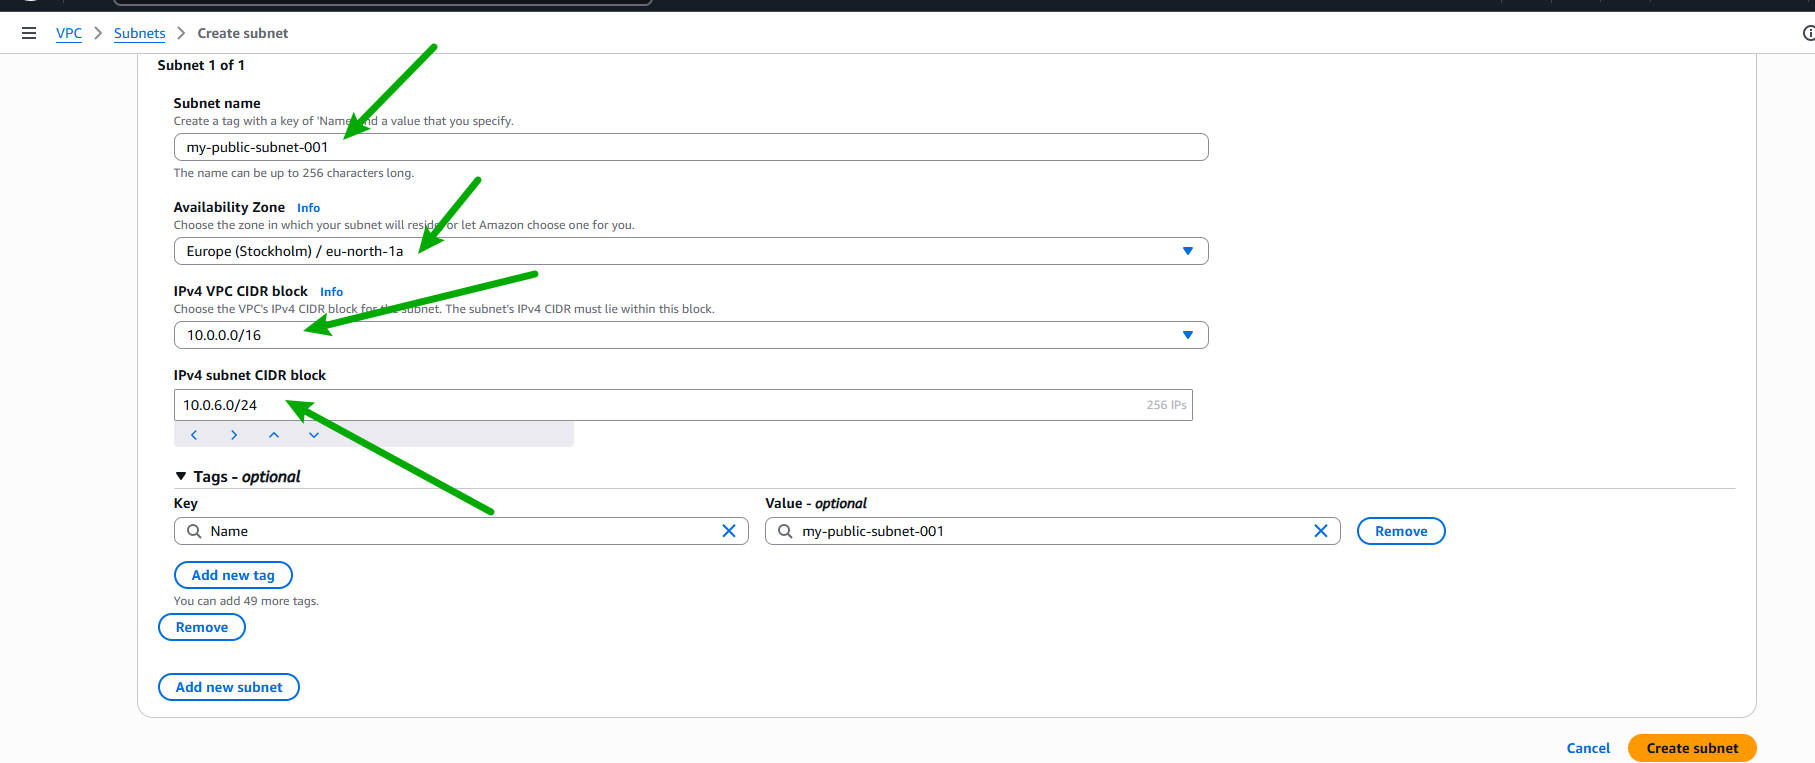 VPC > Subnets > Create subnet
Subnet 1 of 1
Subnet name
Create a tag with a key of 'Name' and a value that you specify.
my-public-subnet-001
The name can be up to 256 characters long.
Availability Zone Info
Choose the zone in which your subnet will reside, or let Amazon choose one for you.
Europe (Stockholm) / eu-north-1a
IPv4 VPC CIDR block Info
Choose the VPC's IPv4 CIDR block for the subnet. The subnet's IPv4 CIDR must lie within this block.
10.0.0.0/16
IPv4 subnet CIDR block
10.0.6.0/24 256 IPs
Tags - optional
Key Value - optional
Name my-public-subnet-001 Remove
Add new tag
You can add 49 more tags.
Remove
Add new subnet
Cancel Create subnet